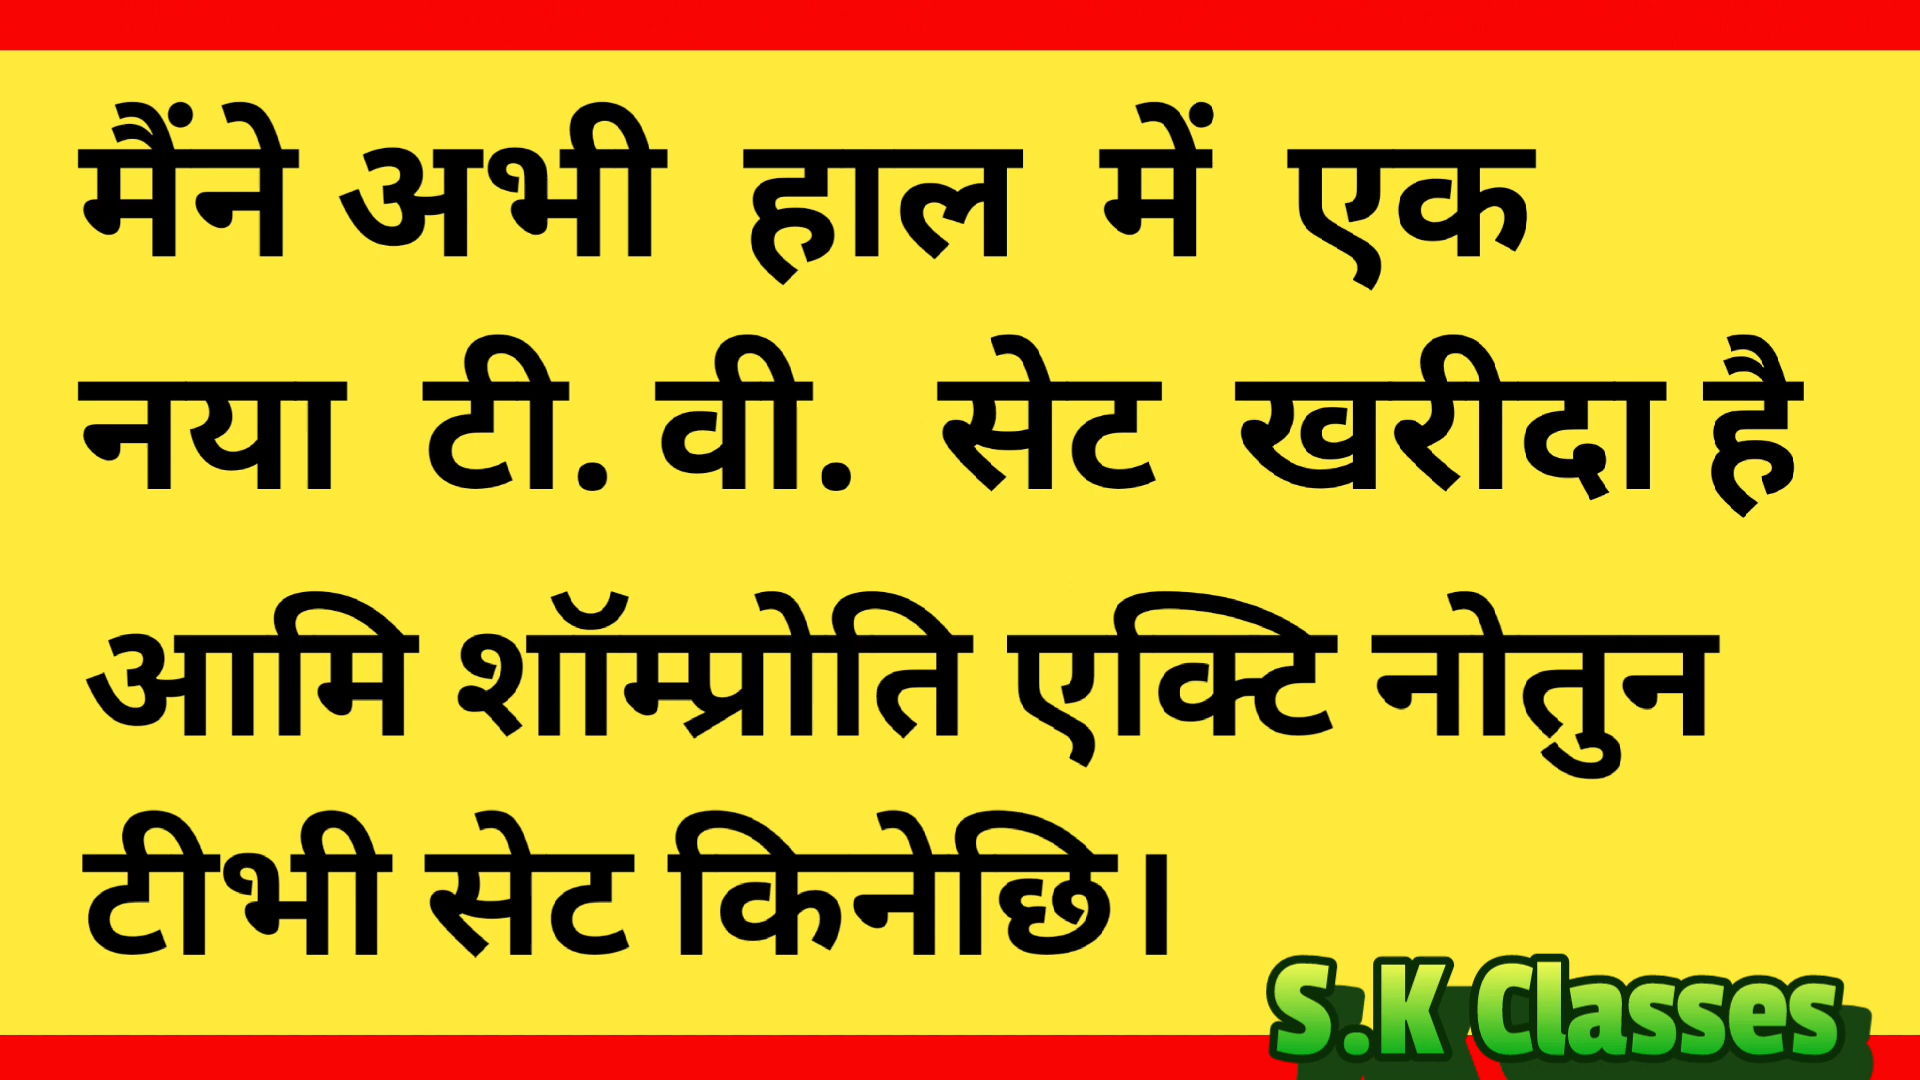 मैंने अभी हाल में एक
नया टी. वी. सेट खरीदा है
आमि शॉम्प्रोति एक्टि नोतुन
टीभी सेट किनेछि।
S.K Classes